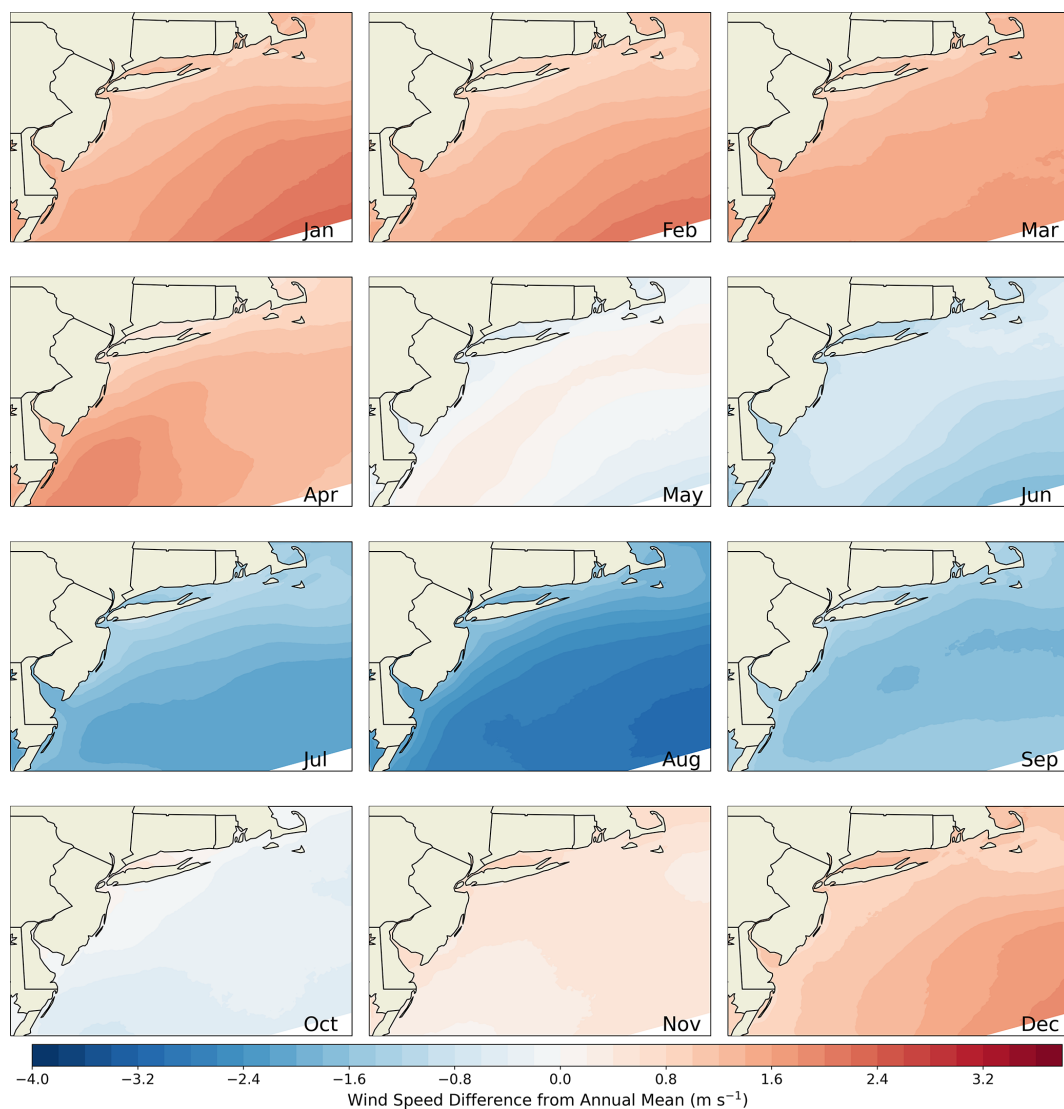 Jan Feb Mar
Apr May Jun
Jul Aug Sep
Oct Nov Dec
−4.0 −3.2 −2.4 −1.6 −0.8 0.0 0.8 1.6 2.4 3.2
Wind Speed Difference from Annual Mean (m s⁻¹)